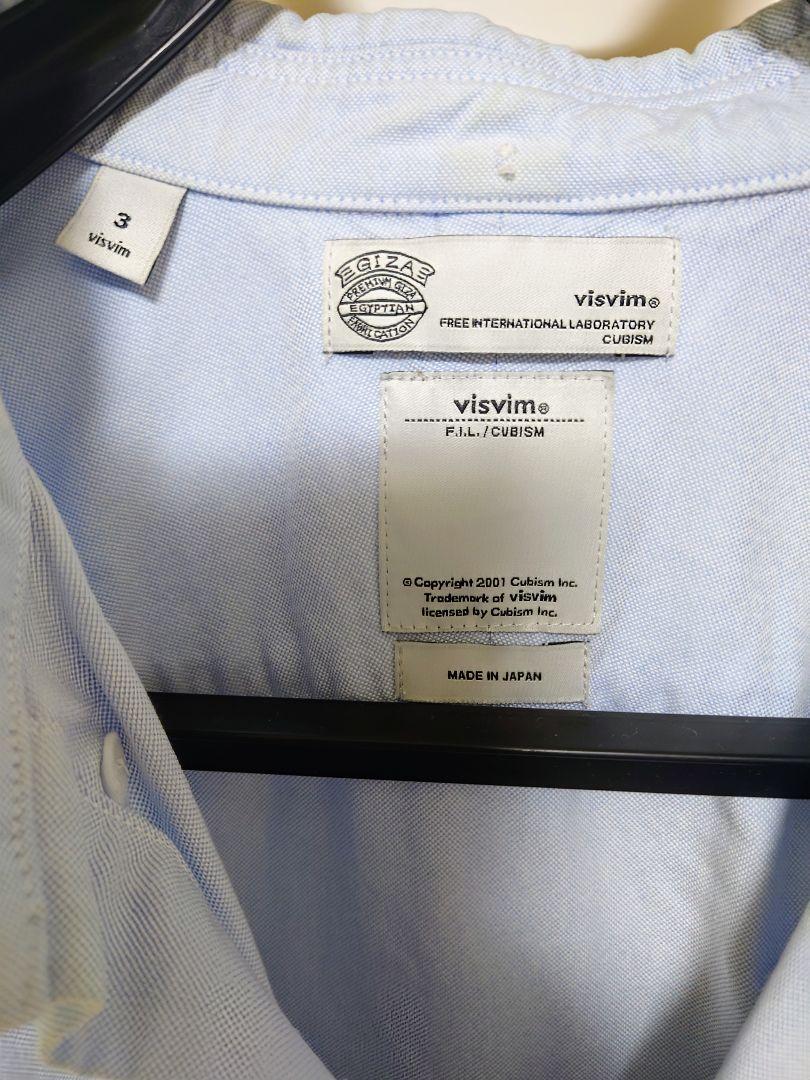 3
visvim
GIZA
PREMIUM GIZA
EGYPTIAN
FABRICATION
visvim®
FREE INTERNATIONAL LABORATORY
CUBISM
visvim®
F.I.L. / CUBISM
© Copyright 2001 Cubism Inc.
Trademark of visvim
licensed by Cubism Inc.
MADE IN JAPAN